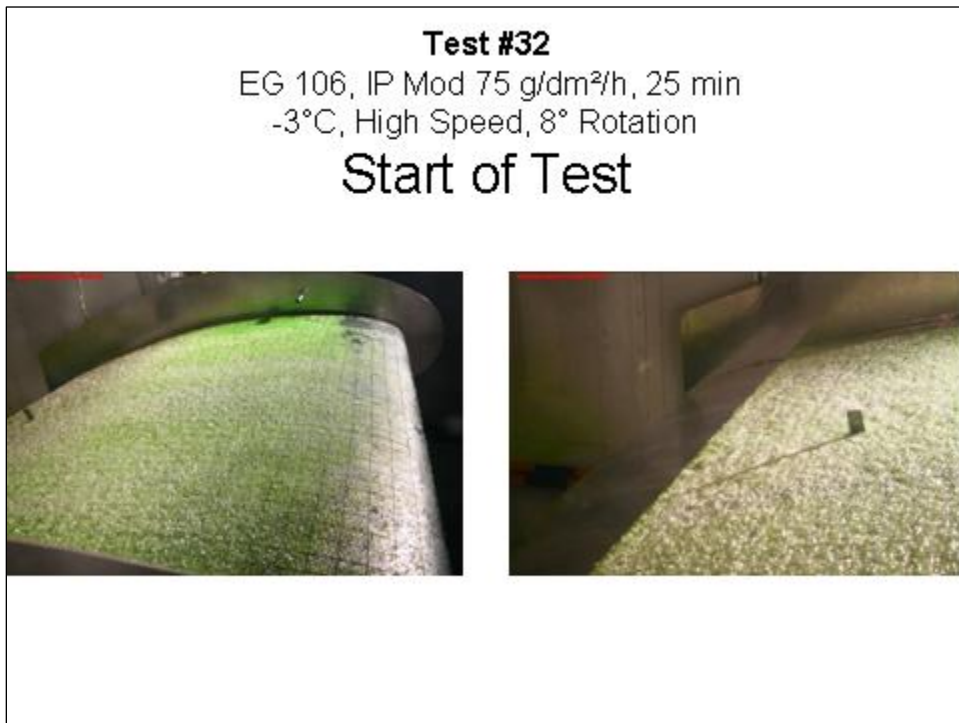 Test #32
EG 106, IP Mod 75 g/dm²/h, 25 min
-3°C, High Speed, 8° Rotation
Start of Test